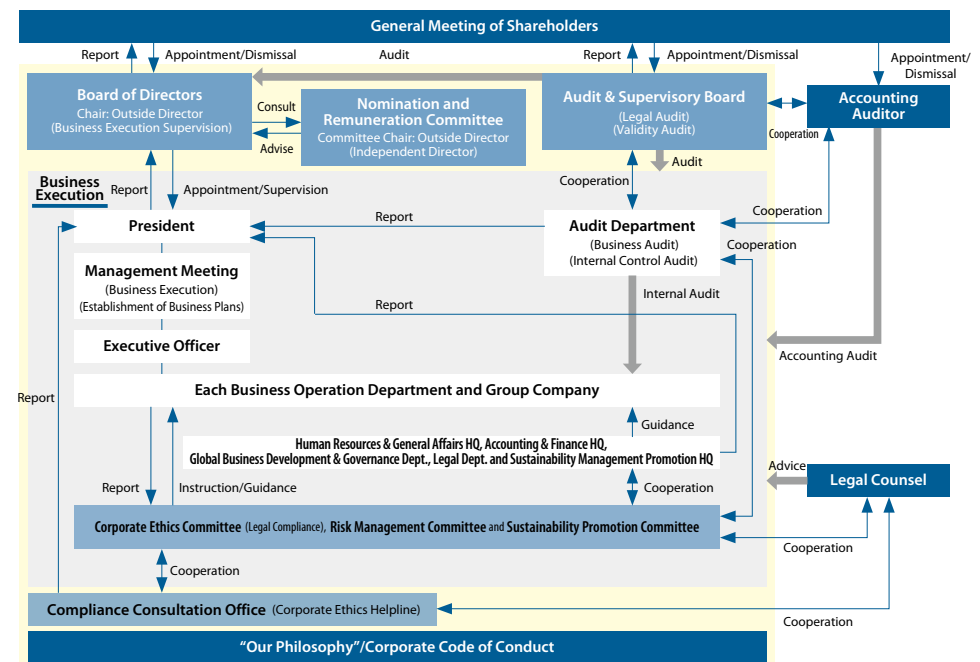 General Meeting of Shareholders
Report
Appointment/Dismissal
Audit
Report
Appointment/Dismissal
Appointment/
Dismissal
Board of Directors
Chair: Outside Director
(Business Execution Supervision)
Consult
Advise
Nomination and
Remuneration Committee
Committee Chair: Outside Director
(Independent Director)
Audit & Supervisory Board
(Legal Audit)
(Validity Audit)
Cooperation
Accounting
Auditor
Audit
Business
Execution
Report
Appointment/Supervision
Cooperation
President
Report
Audit Department
(Business Audit)
(Internal Control Audit)
Cooperation
Cooperation
Management Meeting
(Business Execution)
(Establishment of Business Plans)
Report
Internal Audit
Executive Officer
Accounting Audit
Each Business Operation Department and Group Company
Report
Guidance
Human Resources & General Affairs HQ, Accounting & Finance HQ,
Global Business Development & Governance Dept., Legal Dept. and Sustainability Management Promotion HQ
Advice
Legal Counsel
Report
Instruction/Guidance
Cooperation
Corporate Ethics Committee (Legal Compliance), Risk Management Committee and Sustainability Promotion Committee
Cooperation
Cooperation
Compliance Consultation Office (Corporate Ethics Helpline)
Cooperation
"Our Philosophy"/Corporate Code of Conduct